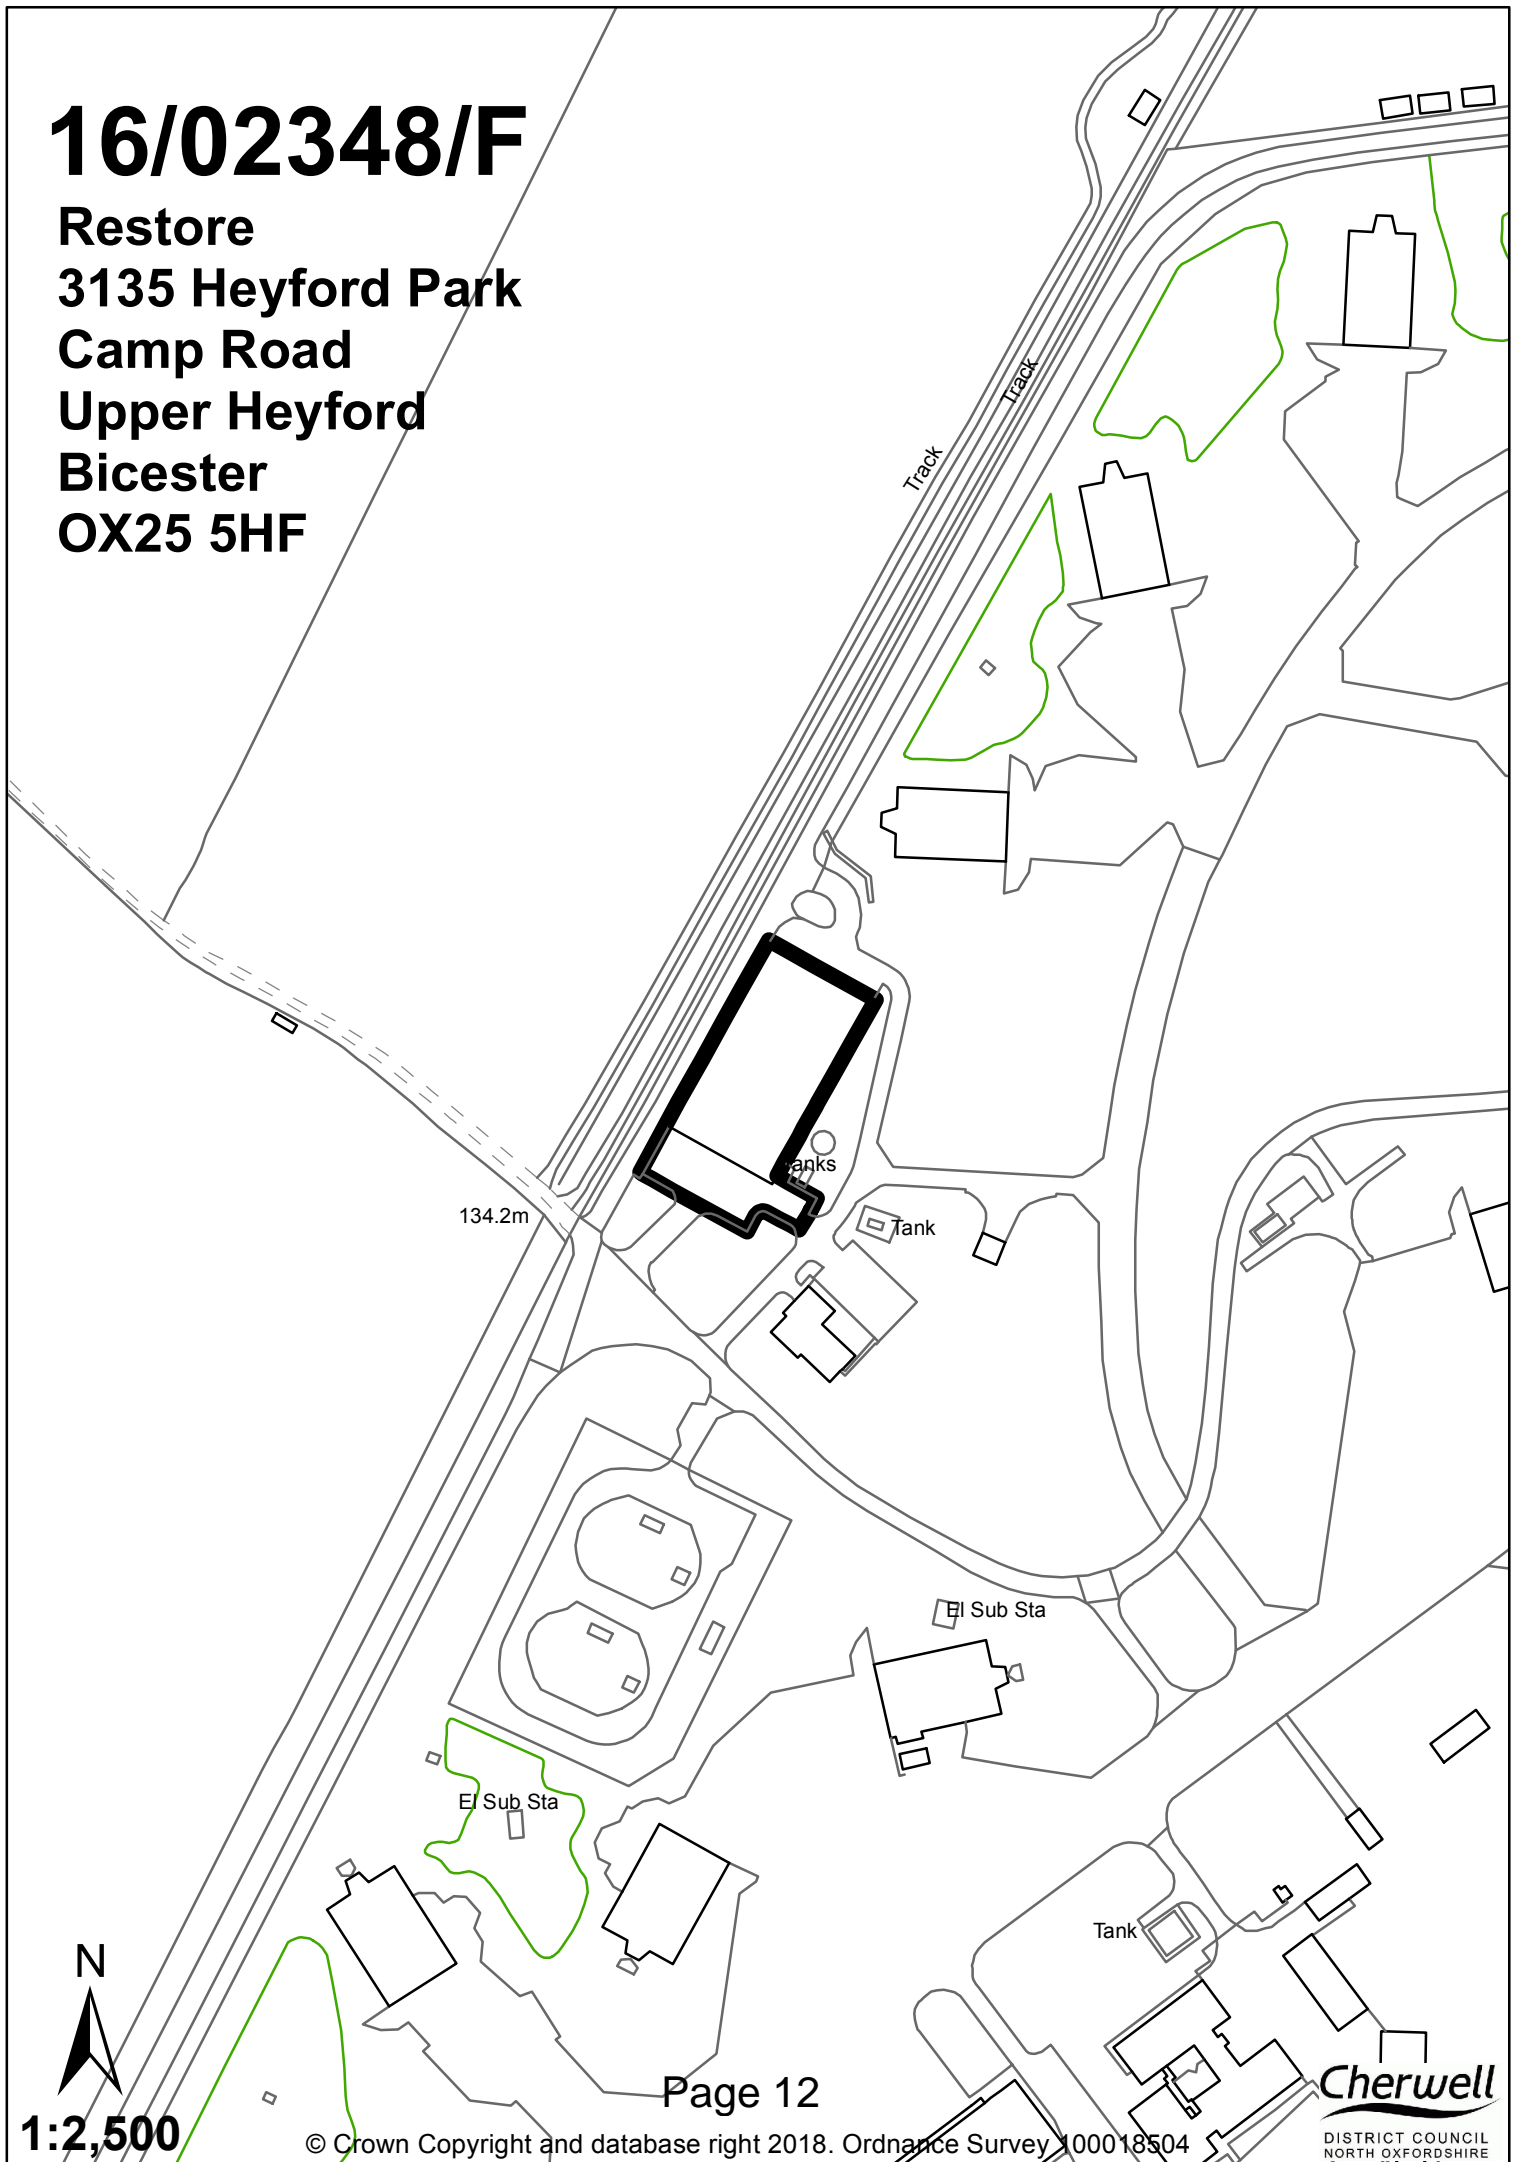 16/02348/F
Restore
3135 Heyford Park
Camp Road
Upper Heyford
Bicester
OX25 5HF
Track
Track
anks
134.2m
Tank
El Sub Sta
El Sub Sta
Tank
N
Page 12
1:2,500
© Crown Copyright and database right 2018. Ordnance Survey 100018504
Cherwell
DISTRICT COUNCIL
NORTH OXFORDSHIRE